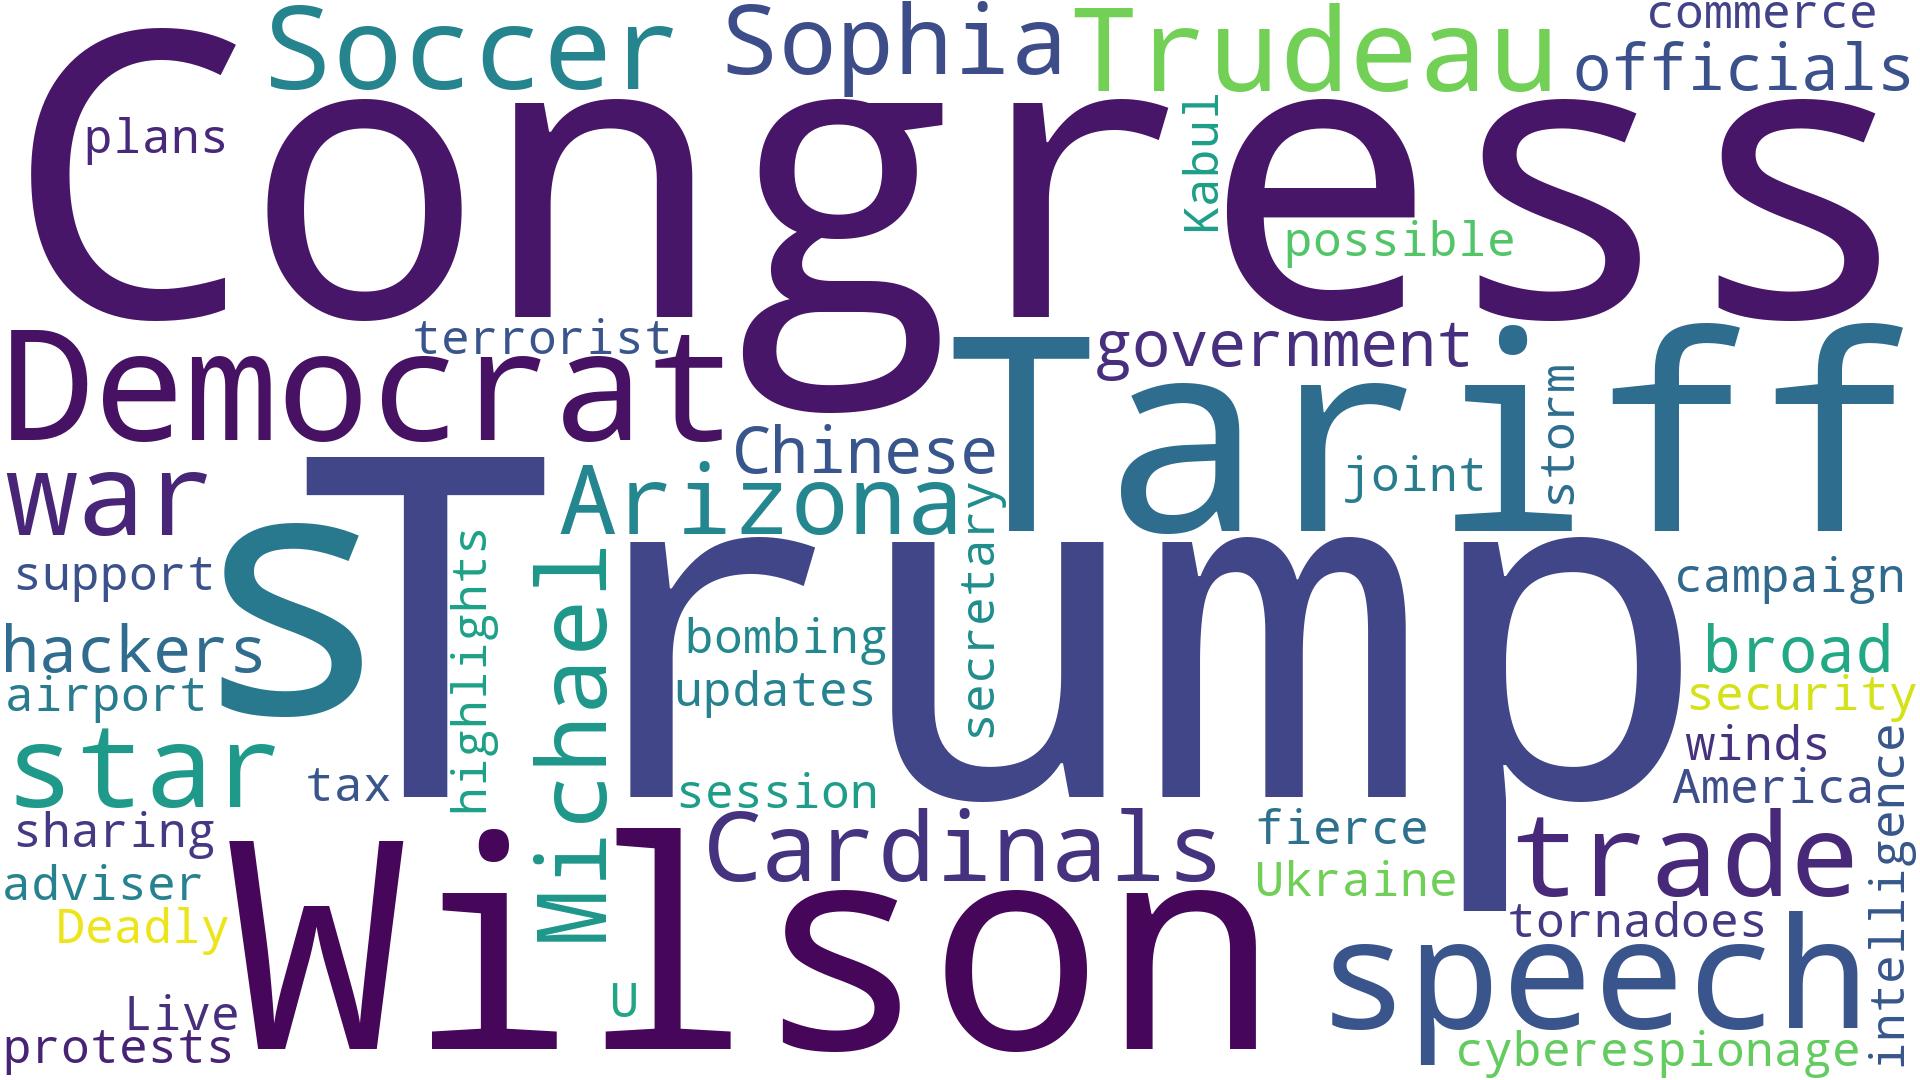 Congress
Soccer
Sophia
Trudeau
commerce
officials
plans
Kabul
possible
terrorist
Democrat
government
Tariff
storm
joint
Chinese
war
Arizona
secretary
s
Trump
support
highlights
Michael
campaign
hackers
bombing
broad
airport
updates
security
star
tax
session
winds
America
intelligence
sharing
Cardinals
fierce
trade
adviser
Ukraine
Deadly
Wilson
tornadoes
speech
U
Live
protests
cyberespionage